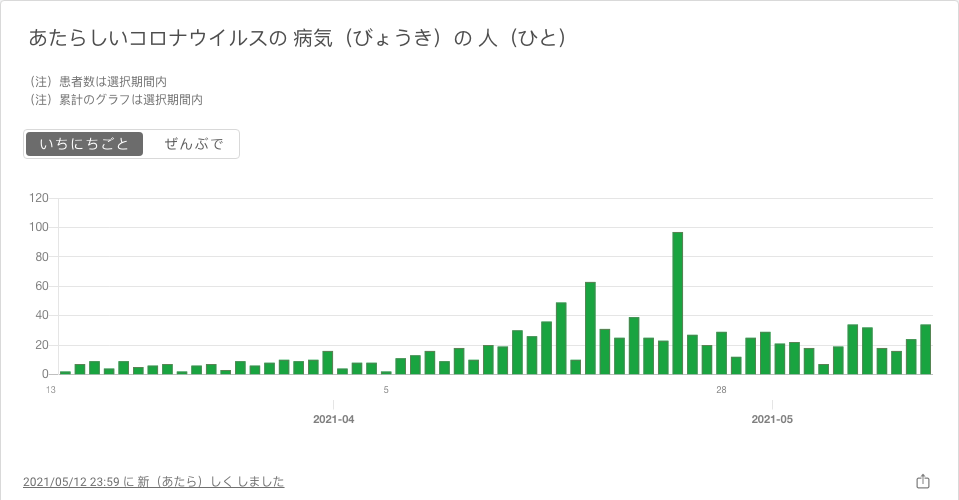 あたらしいコロナウイルスの 病気（びょうき）の 人（ひと）
（注）患者数は選択期間内
（注）累計のグラフは選択期間内
いちにちごと ぜんぶで
120
100
80
60
40
20
0
13 5 28
2021-04 2021-05
2021/05/12 23:59 に 新（あたら）しく しました